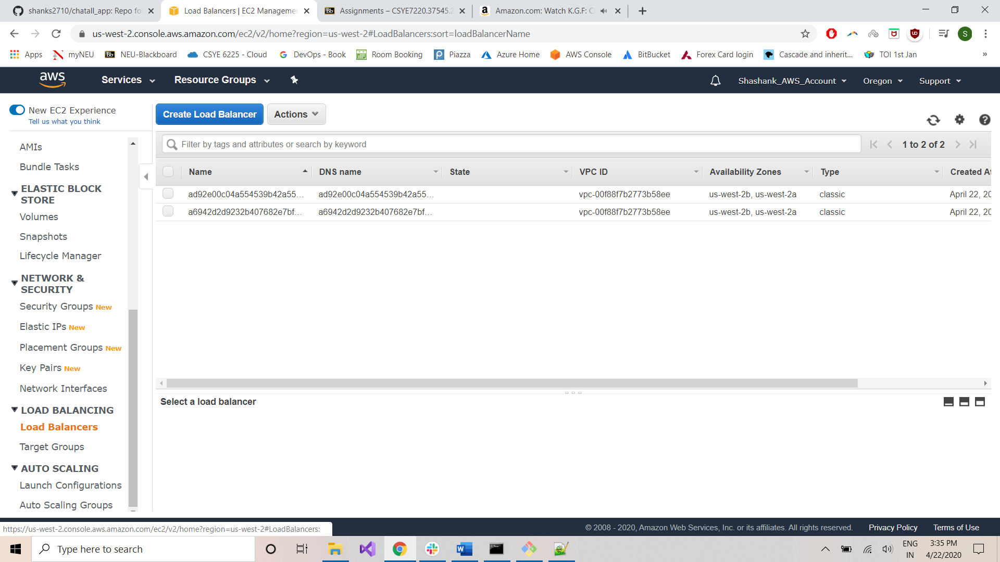 shanks2710/chatall_app: Repo fo
Load Balancers | EC2 Manageme
Bb Assignments – CSYE7220.37545.2
a Amazon.com: Watch K.G.F: C
us-west-2.console.aws.amazon.com/ec2/v2/home?region=us-west-2#LoadBalancers:sort=loadBalancerName
S
Apps
myNEU
Bb NEU-Blackboard
CSYE 6225 - Cloud
G DevOps - Book
Room Booking
Piazza
Azure Home
AWS Console
BitBucket
Forex Card login
Cascade and inherit...
TOI 1st Jan
»
aws
Services
Resource Groups
Shashank_AWS_Account
Oregon
Support
New EC2 Experience
Tell us what you think
AMIs
Bundle Tasks
ELASTIC BLOCK
STORE
Volumes
Snapshots
Lifecycle Manager
NETWORK &
SECURITY
Security Groups New
Elastic IPs New
Placement Groups New
Key Pairs New
Network Interfaces
LOAD BALANCING
Load Balancers
Target Groups
AUTO SCALING
Launch Configurations
Auto Scaling Groups
Create Load Balancer
Actions
Filter by tags and attributes or search by keyword
1 to 2 of 2
Name DNS name State VPC ID Availability Zones Type Created At
ad92e00c04a554539b42a55... ad92e00c04a554539b42a55... vpc-00f88f7b2773b58ee us-west-2b, us-west-2a classic April 22, 20
a6942d2d9232b407682e7bf... a6942d2d9232b407682e7bf... vpc-00f88f7b2773b58ee us-west-2b, us-west-2a classic April 22, 20
Select a load balancer
https://us-west-2.console.aws.amazon.com/ec2/v2/home?region=us-west-2#LoadBalancers:
© 2008 - 2020, Amazon Web Services, Inc. or its affiliates. All rights reserved.
Privacy Policy
Terms of Use
Type here to search
ENG
IN
3:35 PM
4/22/2020